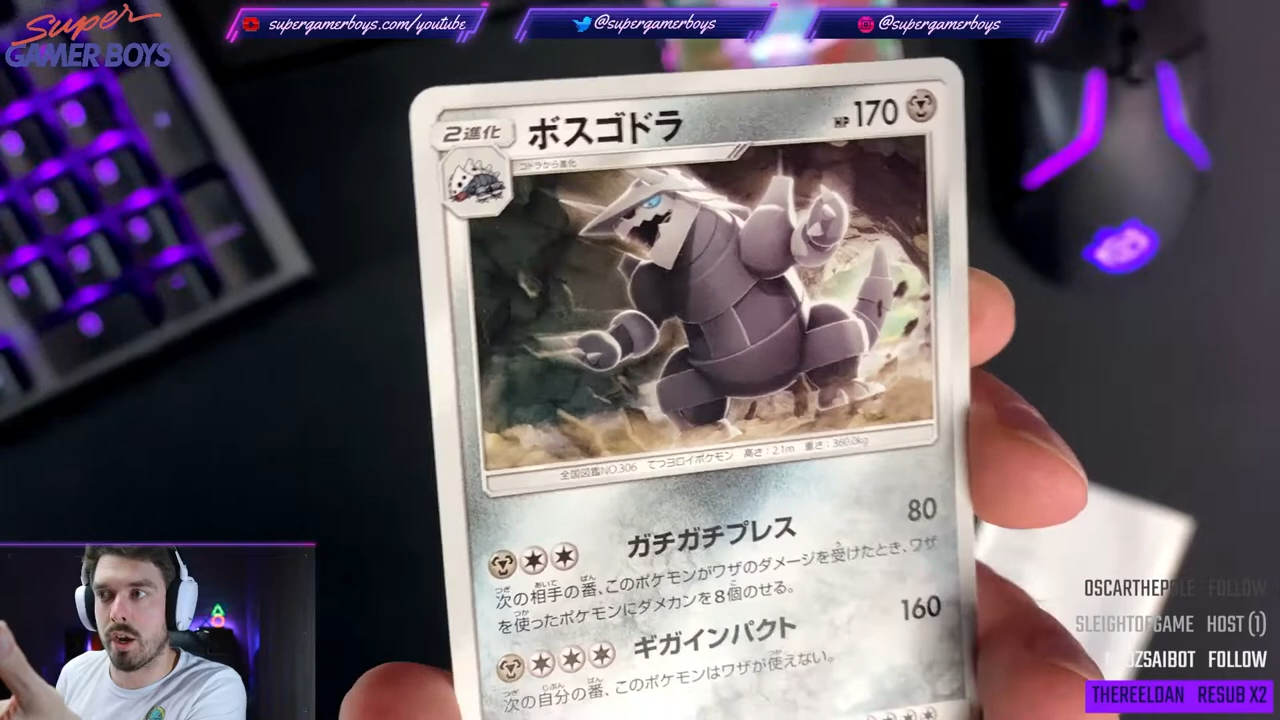 Super
GAMER BOYS
supergamerboys.com/youtube
@supergamerboys
@supergamerboys
2進化
ボスゴドラ
HP 170
コドラから進化
全国図鑑NO.306 てつヨロイポケモン 高さ:2.1m 重さ:360.0kg
ガチガチプレス 80
次の相手の番、このポケモンがワザのダメージを受けたとき、ワザ
を使ったポケモンにダメカンを8個のせる。
ギガインパクト 160
次の自分の番、このポケモンはワザが使えない。
FOLLOW
SLEIGHTOFGAME HOST (1)
FOLLOW
THEREELDAN RESUB X2